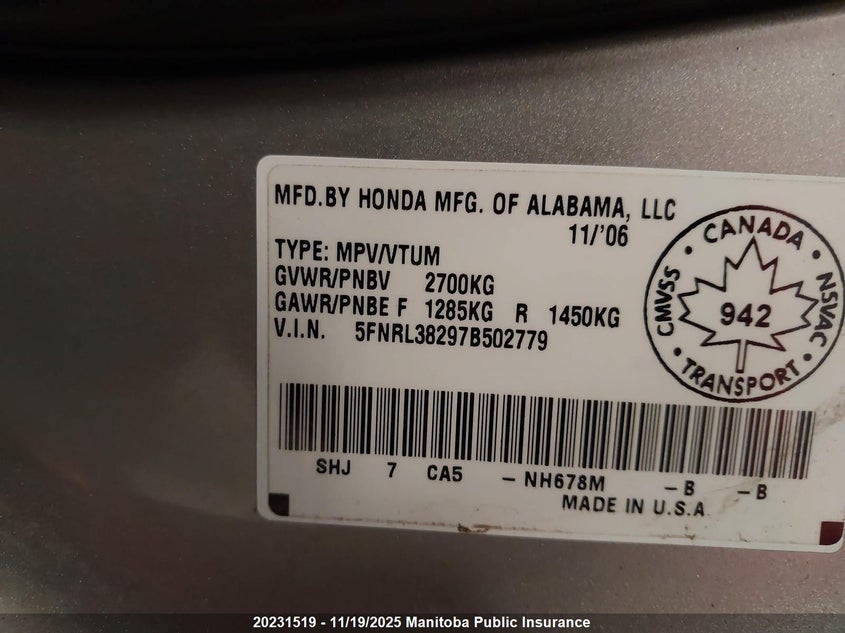 MFD.BY HONDA MFG. OF ALABAMA, LLC
11/'06
TYPE: MPV/VTUM
GVWR/PNBV 2700KG
GAWR/PNBE F 1285KG R 1450KG
V.I.N. 5FNRL38297B502779
CANADA
CMVSS
NSVAC
942
TRANSPORT
SHJ 7 CA5 -NH678M -B -B
MADE IN U.S.A
20231519 - 11/19/2025 Manitoba Public Insurance